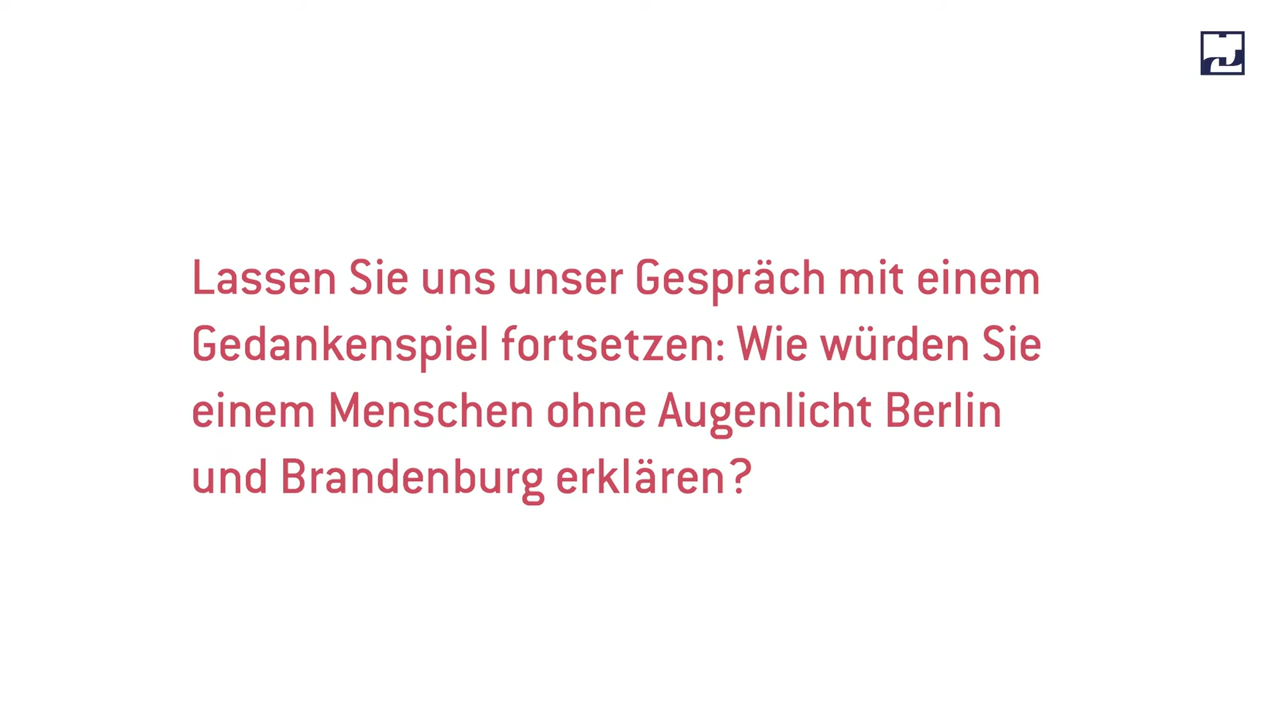 Lassen Sie uns unser Gespräch mit einem
Gedankenspiel fortsetzen: Wie würden Sie
einem Menschen ohne Augenlicht Berlin
und Brandenburg erklären?